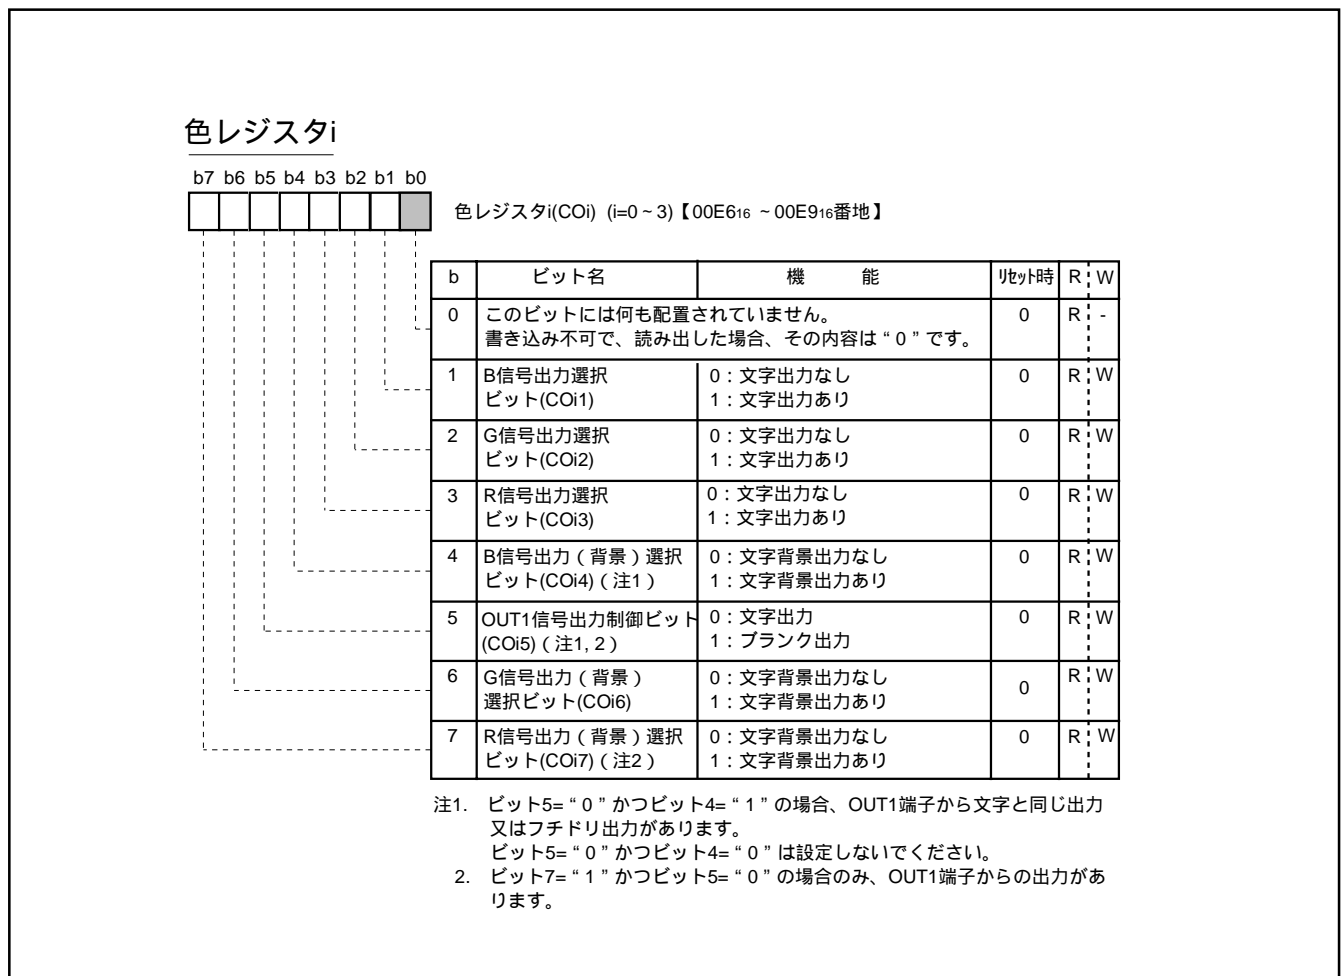 色レジスタi
b7 b6 b5 b4 b3 b2 b1 b0
色レジスタi(COi) (i=0~3)【00E616 ~00E916番地】
b ビット名 機 能 リセット時 R W
0 このビットには何も配置されていません。 0 R -
書き込み不可で、読み出した場合、その内容は“0”です。
1 B信号出力選択 0:文字出力なし 0 R W
ビット(COi1) 1:文字出力あり
2 G信号出力選択 0:文字出力なし 0 R W
ビット(COi2) 1:文字出力あり
3 R信号出力選択 0:文字出力なし 0 R W
ビット(COi3) 1:文字出力あり
4 B信号出力(背景)選択 0:文字背景出力なし 0 R W
ビット(COi4)(注1) 1:文字背景出力あり
5 OUT1信号出力制御ビット 0:文字出力 0 R W
(COi5)(注1, 2) 1:ブランク出力
6 G信号出力(背景) 0:文字背景出力なし 0 R W
選択ビット(COi6) 1:文字背景出力あり
7 R信号出力(背景)選択 0:文字背景出力なし 0 R W
ビット(COi7)(注2) 1:文字背景出力あり
注1. ビット5=“0”かつビット4=“1”の場合、OUT1端子から文字と同じ出力
又はフチドリ出力があります。
ビット5=“0”かつビット4=“0”は設定しないでください。
2. ビット7=“1”かつビット5=“0”の場合のみ、OUT1端子からの出力があ
ります。